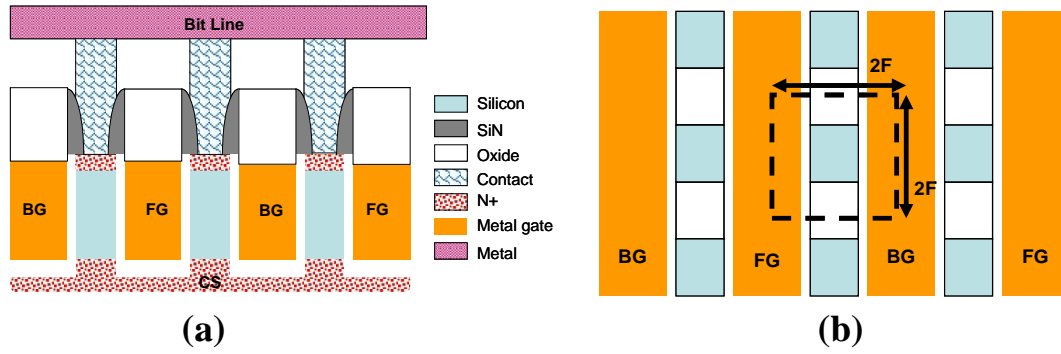 Bit Line
BG FG BG FG
CS
Silicon
SiN
Oxide
Contact
N+
Metal gate
Metal
(a)
2F
2F
BG FG BG FG
(b)